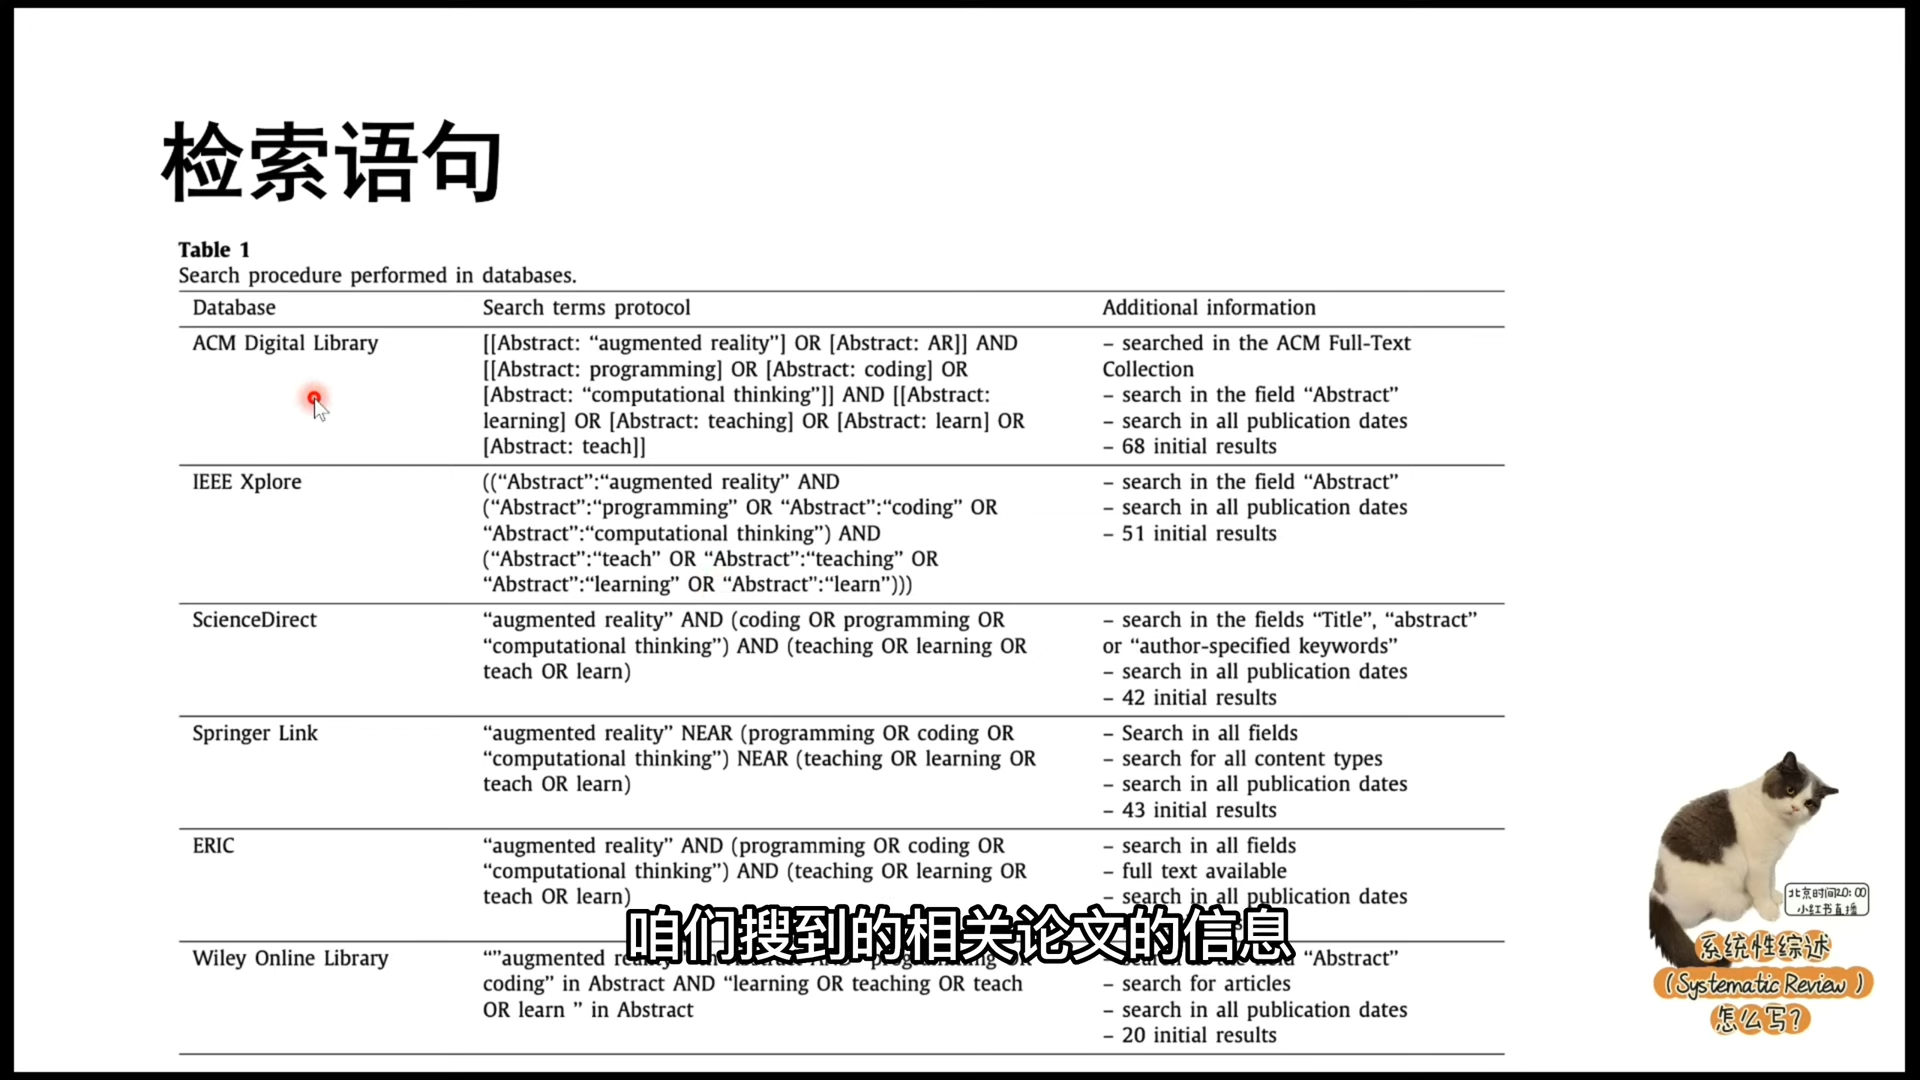 检索语句
Table 1
Search procedure performed in databases.
Database Search terms protocol Additional information
ACM Digital Library
[[Abstract: “augmented reality”] OR [Abstract: AR]] AND
[[Abstract: programming] OR [Abstract: coding] OR
[Abstract: “computational thinking”]] AND [[Abstract:
learning] OR [Abstract: teaching] OR [Abstract: learn] OR
[Abstract: teach]]
– searched in the ACM Full-Text
Collection
– search in the field “Abstract”
– search in all publication dates
– 68 initial results
IEEE Xplore
((“Abstract”:“augmented reality” AND
(“Abstract”:“programming” OR “Abstract”:“coding” OR
“Abstract”:“computational thinking”) AND
(“Abstract”:“teach” OR “Abstract”:“teaching” OR
“Abstract”:“learning” OR “Abstract”:“learn”)))
– search in the field “Abstract”
– search in all publication dates
– 51 initial results
ScienceDirect
“augmented reality” AND (coding OR programming OR
“computational thinking”) AND (teaching OR learning OR
teach OR learn)
– search in the fields “Title”, “abstract”
or “author-specified keywords”
– search in all publication dates
– 42 initial results
Springer Link
“augmented reality” NEAR (programming OR coding OR
“computational thinking”) NEAR (teaching OR learning OR
teach OR learn)
– Search in all fields
– search for all content types
– search in all publication dates
– 43 initial results
ERIC
“augmented reality” AND (programming OR coding OR
“computational thinking”) AND (teaching OR learning OR
teach OR learn)
– search in all fields
– full text available
– search in all publication dates
Wiley Online Library
“”augmented
coding” in Abstract AND “learning OR teaching OR teach
OR learn ” in Abstract
“Abstract”
– search for articles
– search in all publication dates
– 20 initial results
咱们搜到的相关论文的信息
北京时间20:00
小红书直播
系统性综述
(Systematic Review)
怎么写?